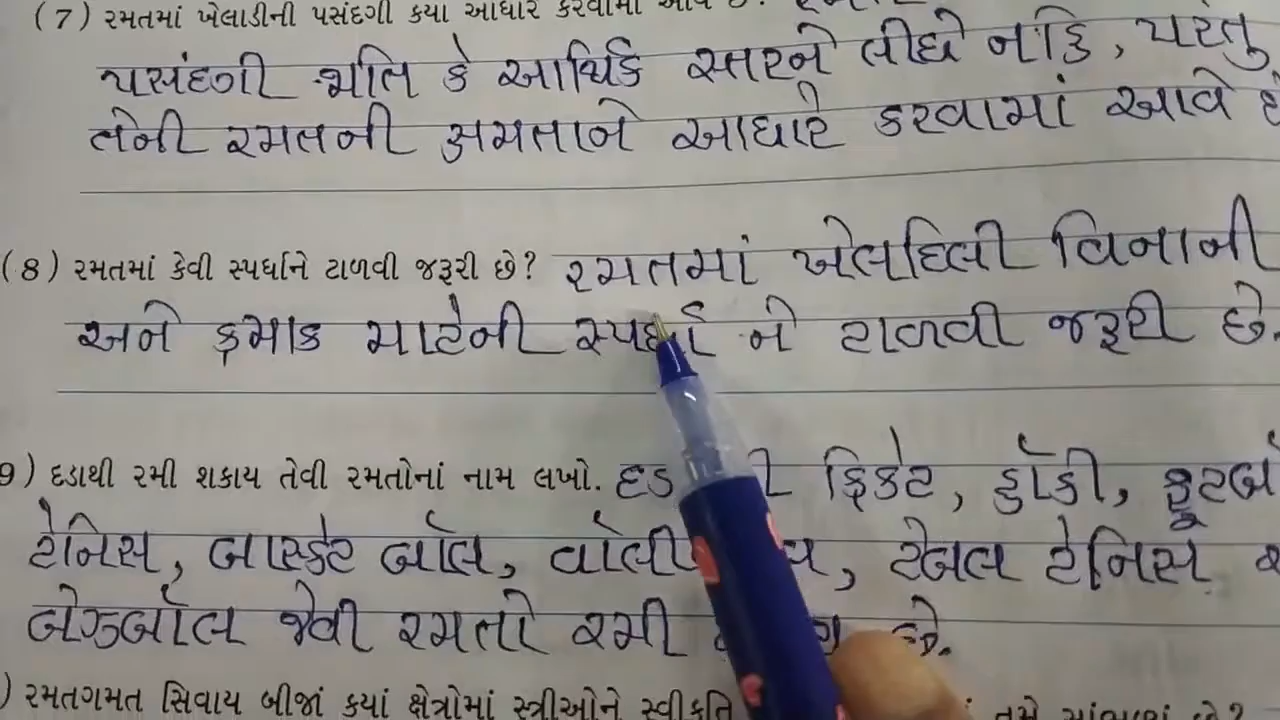 (7) રમતમાં ખેલાડીની પસંદગી કયા આધારે કરવામાં આવે છે?
પસંદગી જાતિ કે આર્થિક સ્તરને લીધે નહિ, પરંતુ
તેની રમતની ક્ષમતાને આધારે કરવામાં આવે છે
(8) રમતમાં કેવી સ્પર્ધાને ટાળવી જરૂરી છે? રમતમાં ખેલદિલી વિનાની
અને ક્રમાંક માટેની સ્પર્ધા ને ટાળવી જરૂરી છે.
9) દડાથી રમી શકાય તેવી રમતોનાં નામ લખો. ક્રિકેટ, હૉકી,
ટેનિસ, બાસ્કેટ બૉલ, ટેબલ ટેનિસ
બેઝબૉલ જેવી રમતો રમી છે.
) રમતગમત સિવાય બીજાં કયાં ક્ષેત્રોમાં સ્ત્રીઓને સ્વીકૃતિ